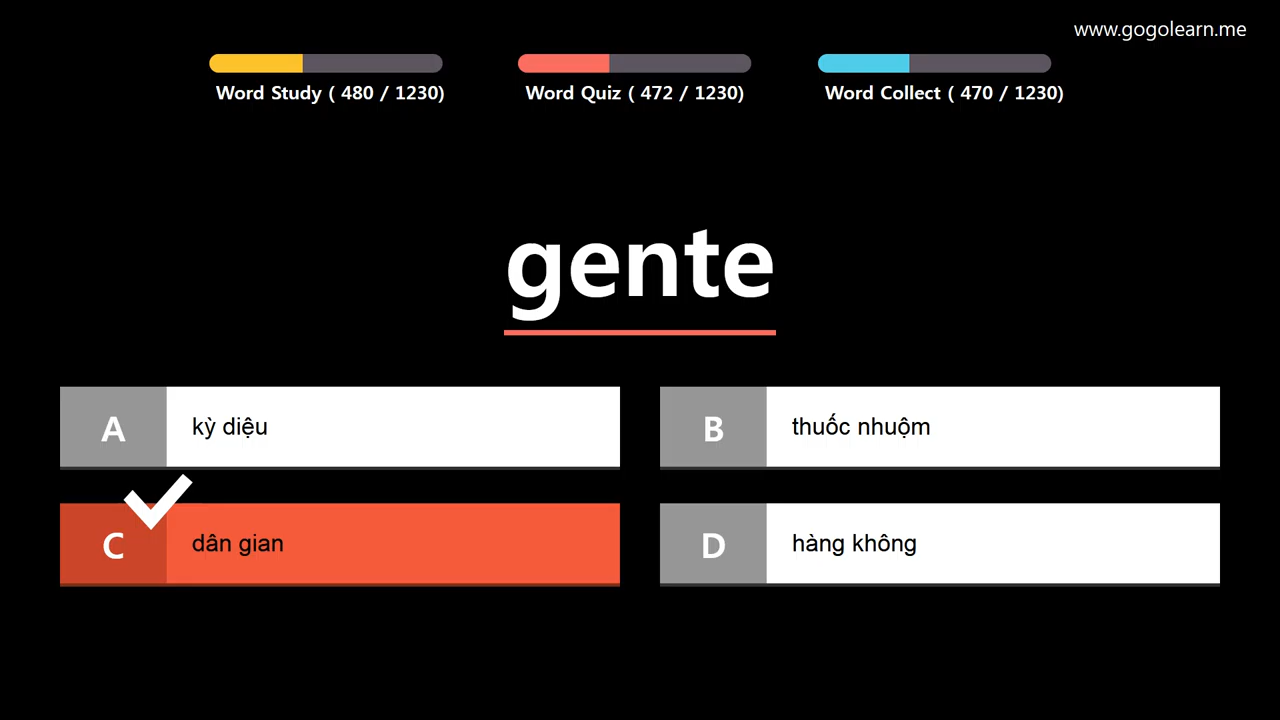 www.gogolearn.me
Word Study ( 480 / 1230)
Word Quiz ( 472 / 1230)
Word Collect ( 470 / 1230)
gente
A
kỳ diệu
B
thuốc nhuộm
C
dân gian
D
hàng không